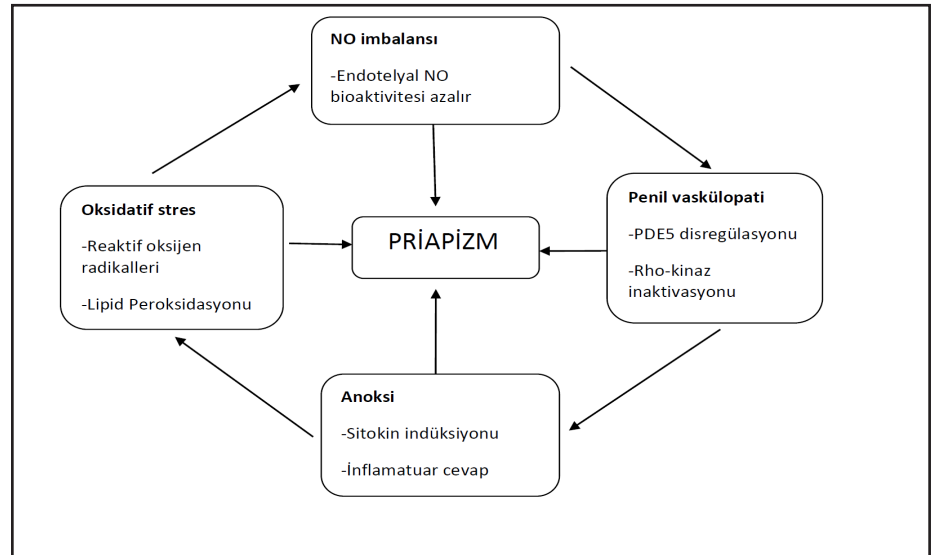 NO imbalansı
-Endotelyal NO
bioaktivitesi azalır
Oksidatif stres
-Reaktif oksijen
radikalleri
-Lipid Peroksidasyonu
PRİAPİZM
Penil vaskülopati
-PDE5 disregülasyonu
-Rho-kinaz
inaktivasyonu
Anoksi
-Sitokin indüksiyonu
-İnflamatuar cevap